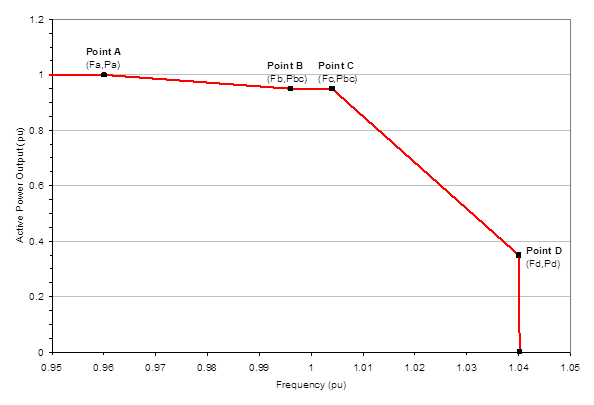 1.2
1
0.8
0.6
0.4
0.2
0
Active Power Output (pu)
Point A
(Fa,Pa)
Point B
(Fb,Pbc)
Point C
(Fc,Pbc)
Point D
(Fd,Pd)
0.95 0.96 0.97 0.98 0.99 1 1.01 1.02 1.03 1.04 1.05
Frequency (pu)